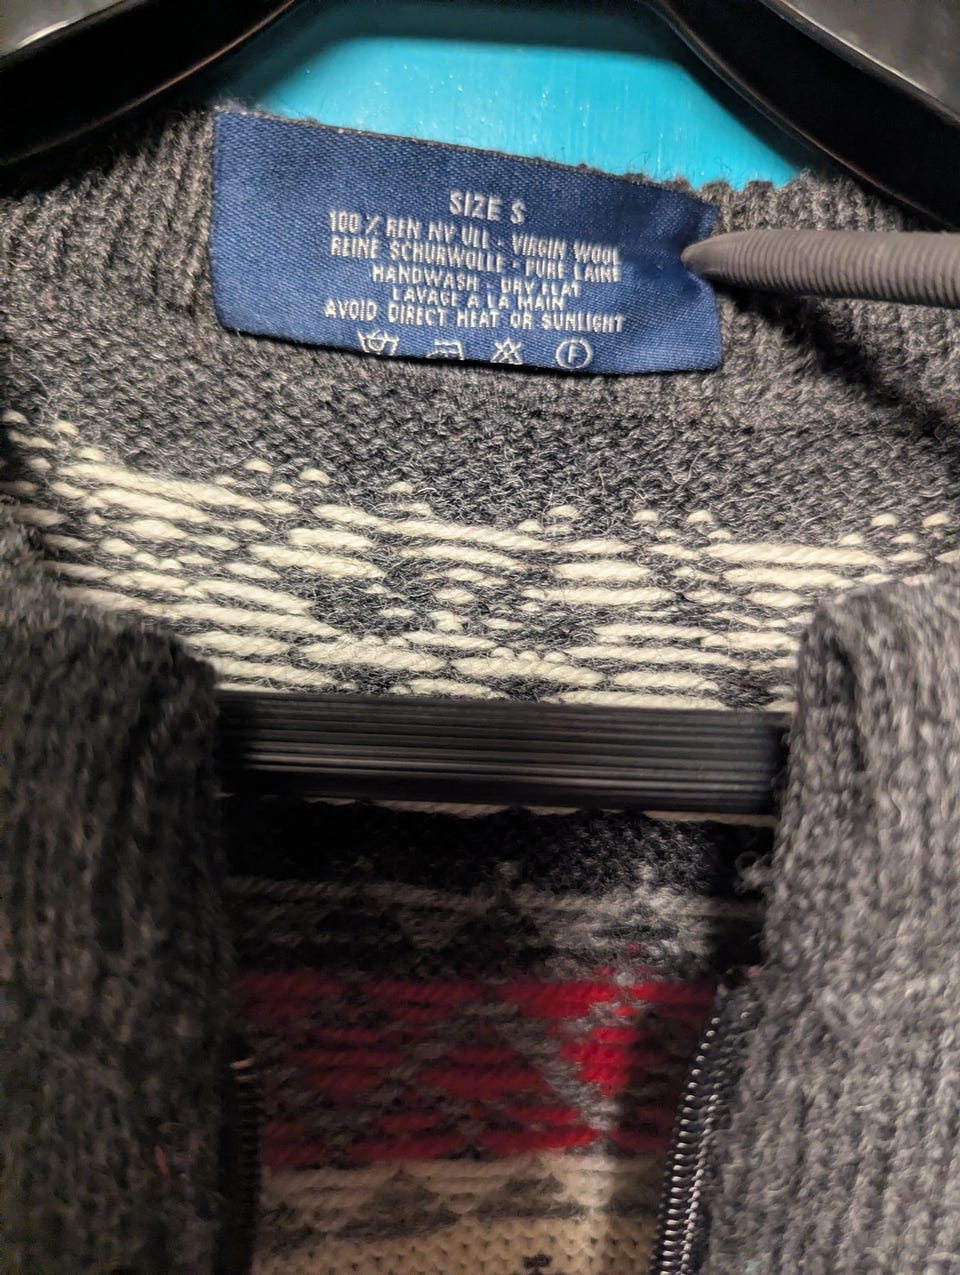 SIZE S
100 % REN NY ULL - VIRGIN WOOL
REINE SCHURWOLLE - PURE LAINE
HANDWASH - DRY FLAT
LAVAGE A LA MAIN
AVOID DIRECT HEAT OR SUNLIGHT
F